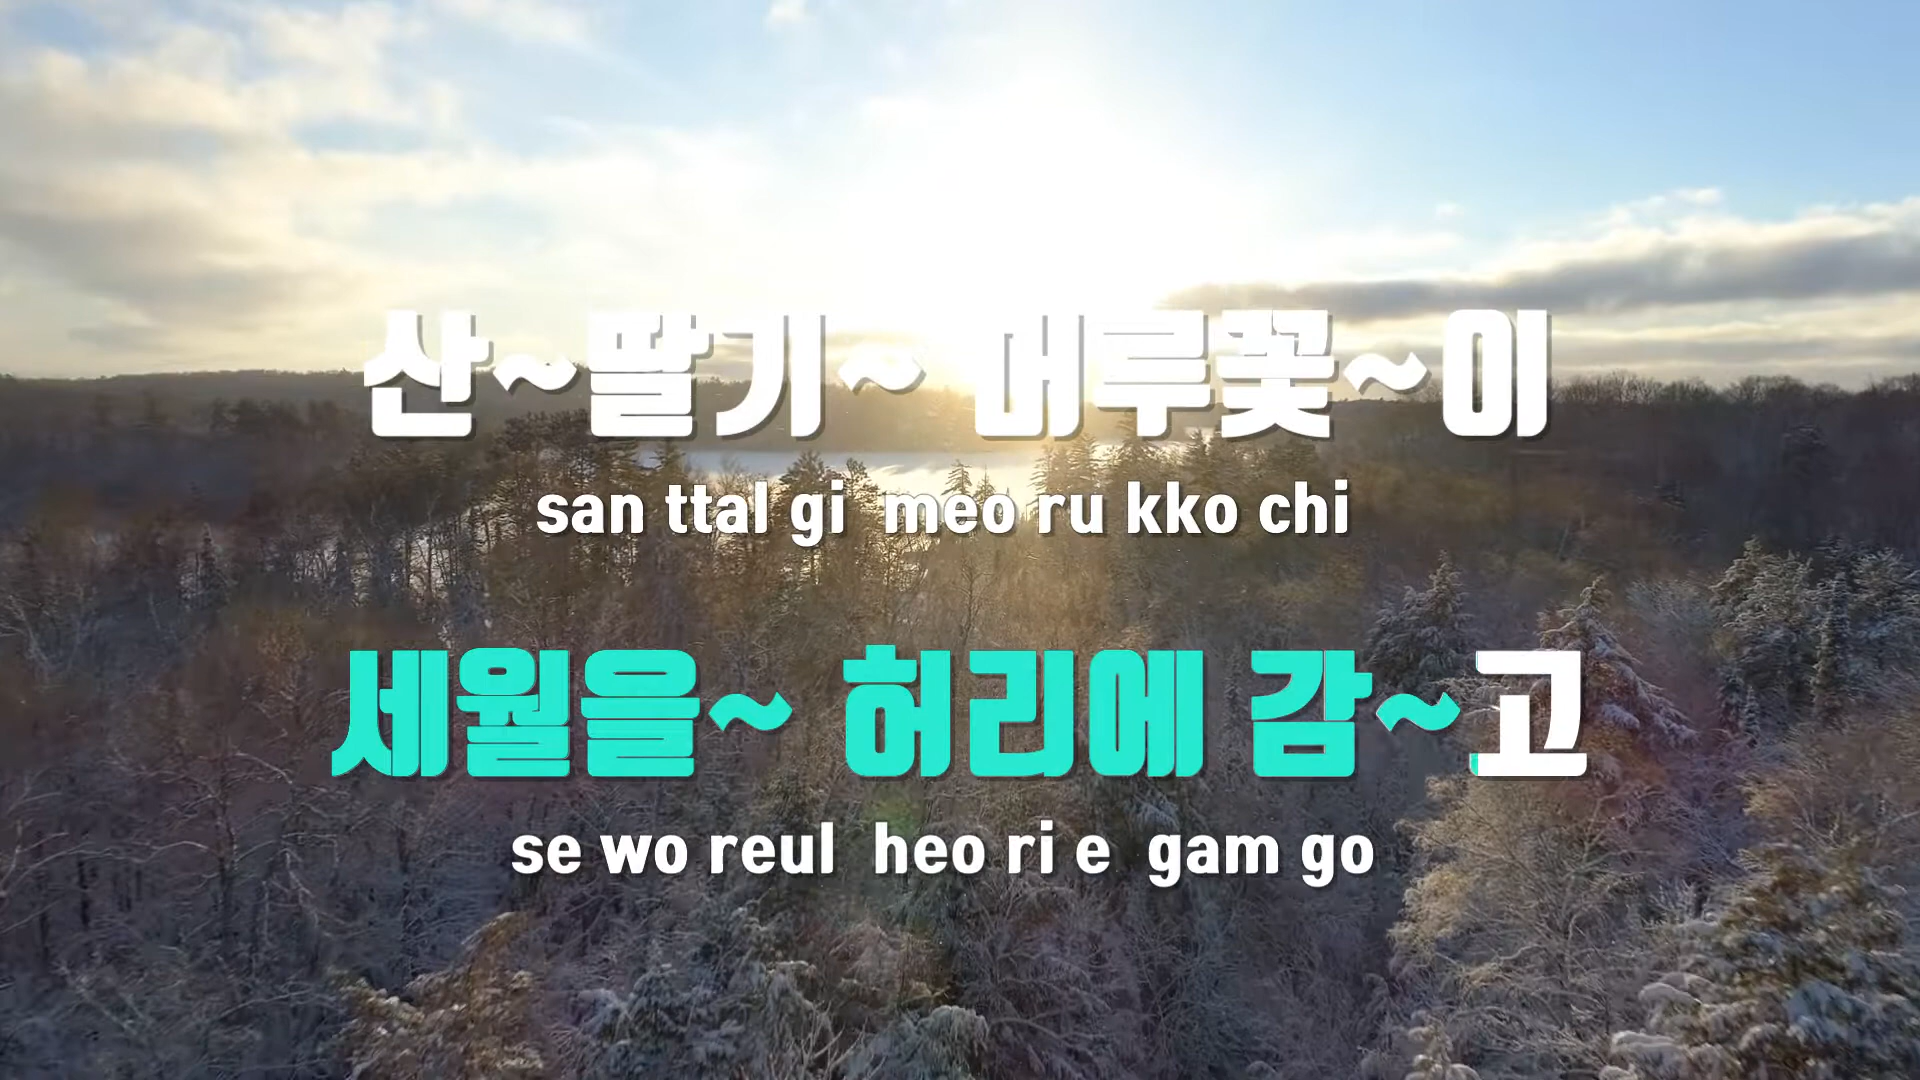 산~딸기~ 머루꽃~이
san ttal gi meo ru kko chi
세월을~ 허리에 감~고
se wo reul heo ri e gam go